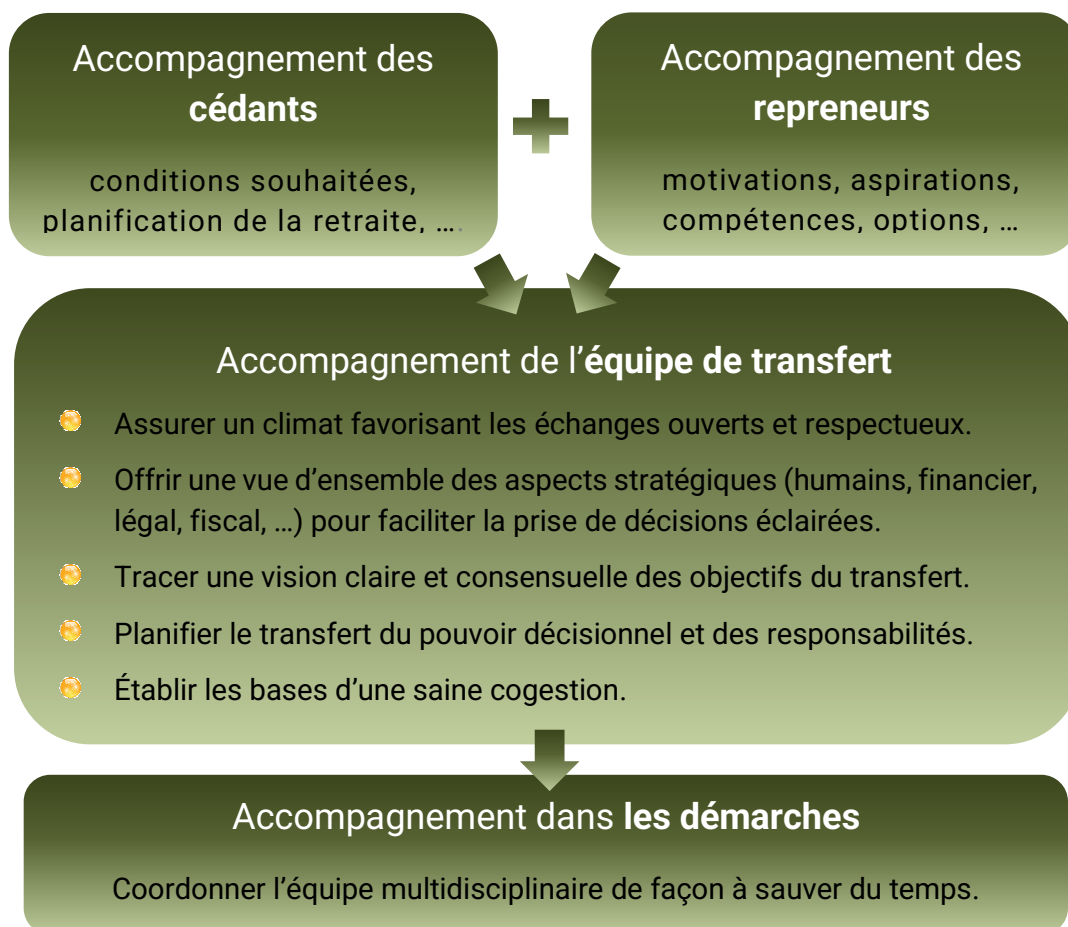 Accompagnement des
cédants
conditions souhaitées,
planification de la retraite, ….
Accompagnement des
repreneurs
motivations, aspirations,
compétences, options, …
Accompagnement de l’équipe de transfert
Assurer un climat favorisant les échanges ouverts et respectueux.
Offrir une vue d’ensemble des aspects stratégiques (humains, financier,
légal, fiscal, …) pour faciliter la prise de décisions éclairées.
Tracer une vision claire et consensuelle des objectifs du transfert.
Planifier le transfert du pouvoir décisionnel et des responsabilités.
Établir les bases d’une saine cogestion.
Accompagnement dans les démarches
Coordonner l’équipe multidisciplinaire de façon à sauver du temps.